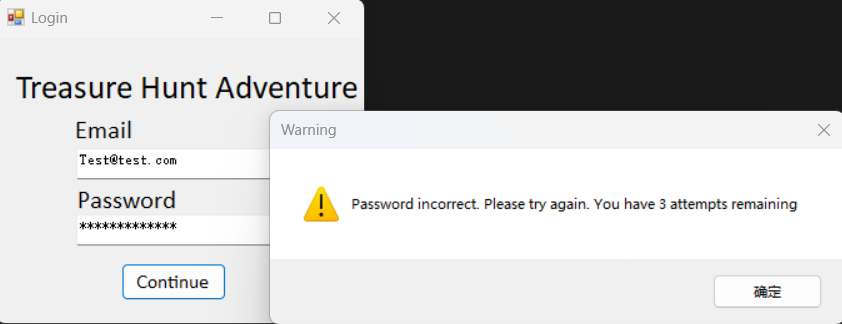 Login
Treasure Hunt Adventure
Email
Test@test.com
Password
*************
Continue
Warning
Password incorrect. Please try again. You have 3 attempts remaining
确定